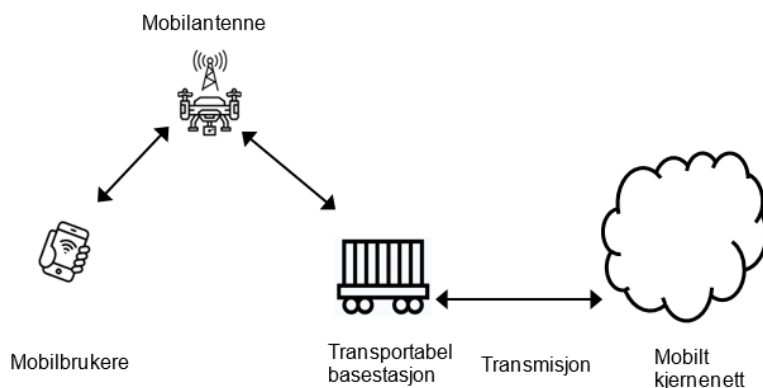 Mobilantenne
Mobilbrukere
Transportabel
basestasjon
Transmisjon
Mobilt
kjernenett